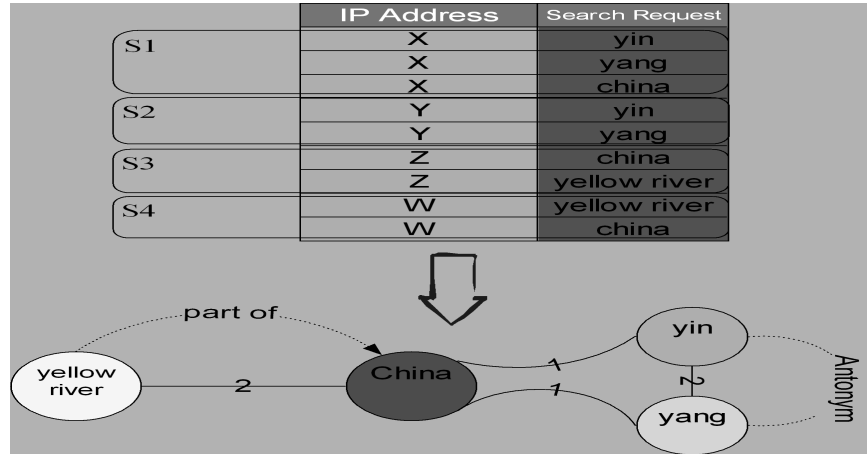 IP Address Search Request
S1 X yin
X yang
X china
S2 Y yin
Y yang
S3 Z china
Z yellow river
S4 W yellow river
W china
part of
yin
1
yellow
river
2
China
2
Antonym
1
yang